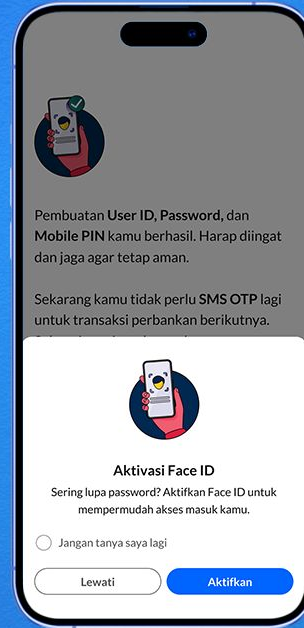 Pembuatan User ID, Password, dan
Mobile PIN kamu berhasil. Harap diingat
dan jaga agar tetap aman.
Sekarang kamu tidak perlu SMS OTP lagi
untuk transaksi perbankan berikutnya.
Aktivasi Face ID
Sering lupa password? Aktifkan Face ID untuk
mempermudah akses masuk kamu.
Jangan tanya saya lagi
Lewati
Aktifkan